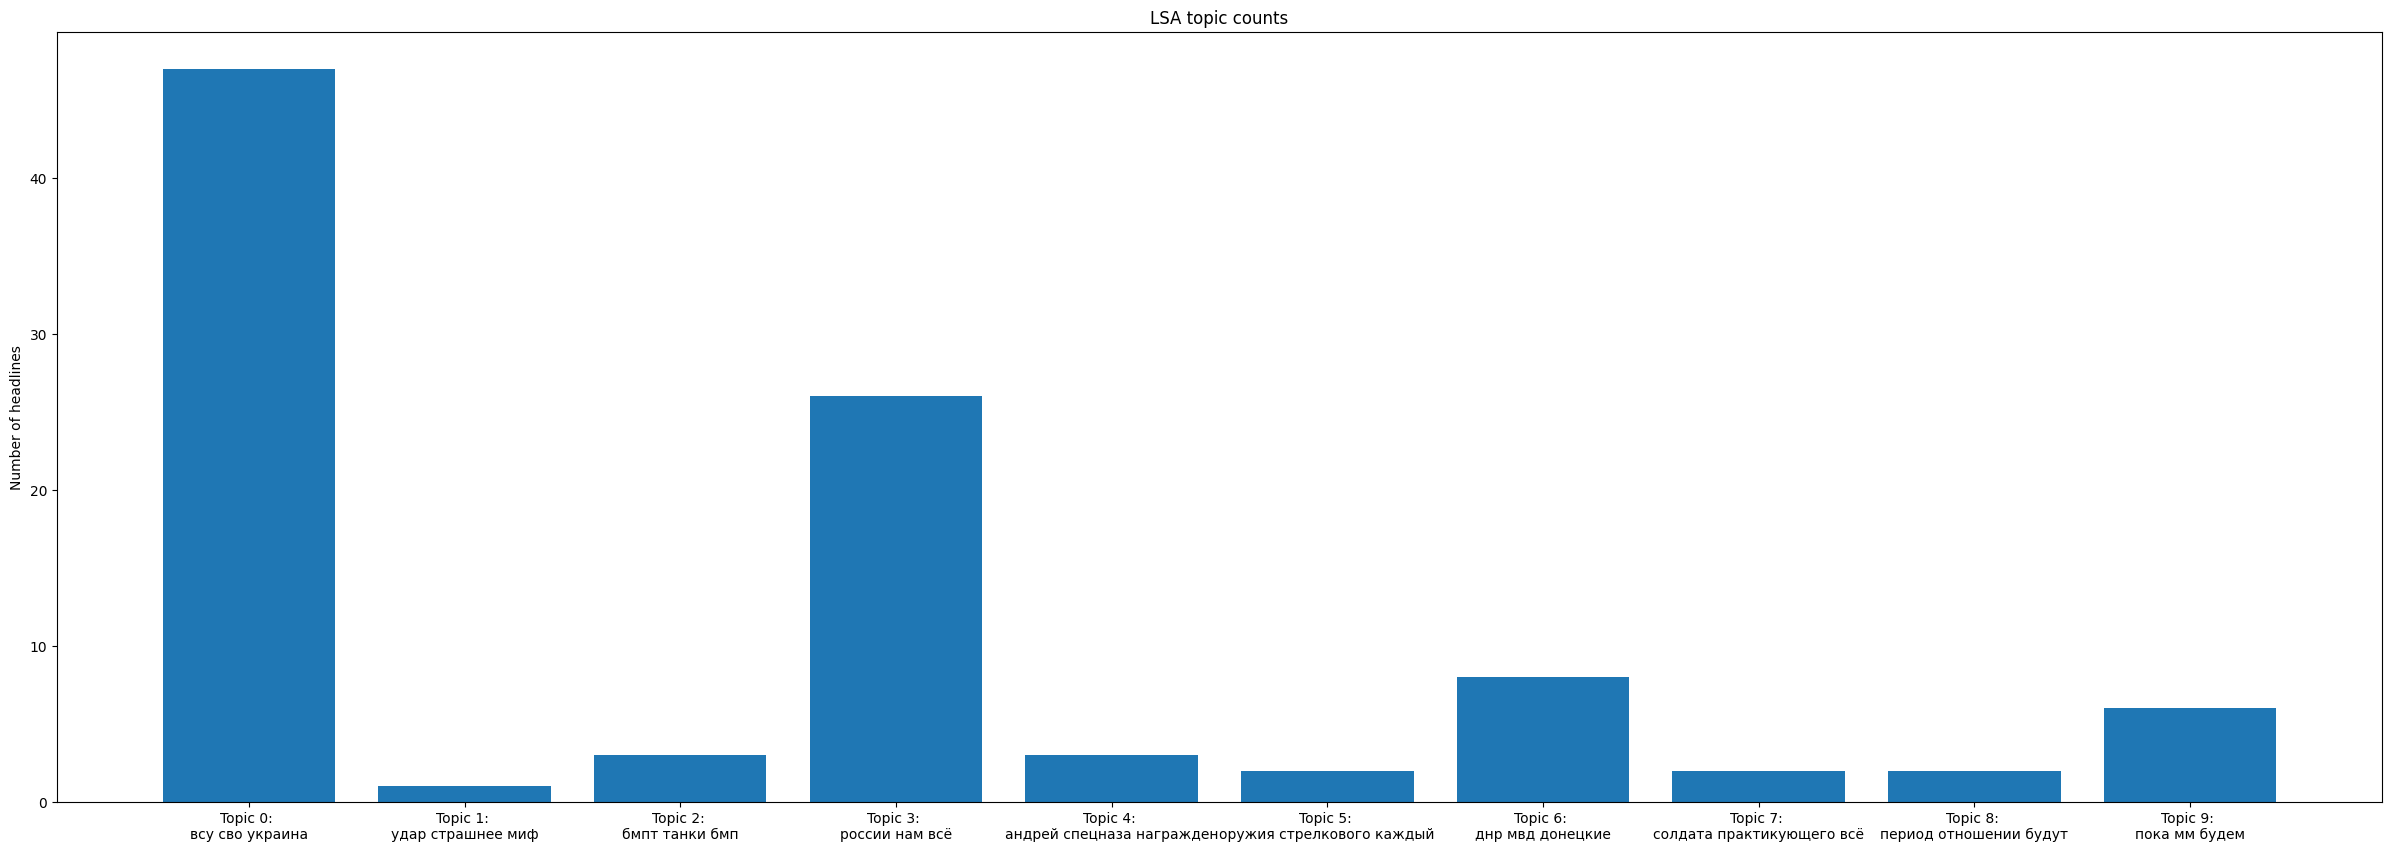 LSA topic counts
Number of headlines
40
30
20
10
0
Topic 0:
всу сво украина
Topic 1:
удар страшнее миф
Topic 2:
бмпт танки бмп
Topic 3:
россии нам всё
Topic 4:
андрей спецназа награжден
Topic 5:
оружия стрелкового каждый
Topic 6:
днр мвд донецкие
Topic 7:
солдата практикующего всё
Topic 8:
период отношении будут
Topic 9:
пока мм будем